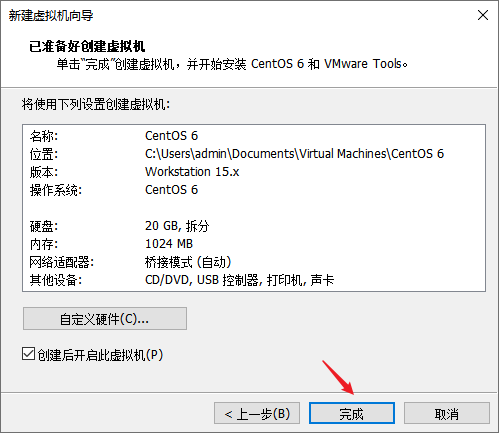 新建虚拟机向导
已准备好创建虚拟机
单击“完成”创建虚拟机，并开始安装 CentOS 6 和 VMware Tools。
将使用下列设置创建虚拟机:
名称: CentOS 6
位置: C:\Users\admin\Documents\Virtual Machines\CentOS 6
版本: Workstation 15.x
操作系统: CentOS 6
硬盘: 20 GB, 拆分
内存: 1024 MB
网络适配器: 桥接模式 (自动)
其他设备: CD/DVD, USB 控制器, 打印机, 声卡
自定义硬件(C)...
创建后开启此虚拟机(P)
< 上一步(B) 完成 取消